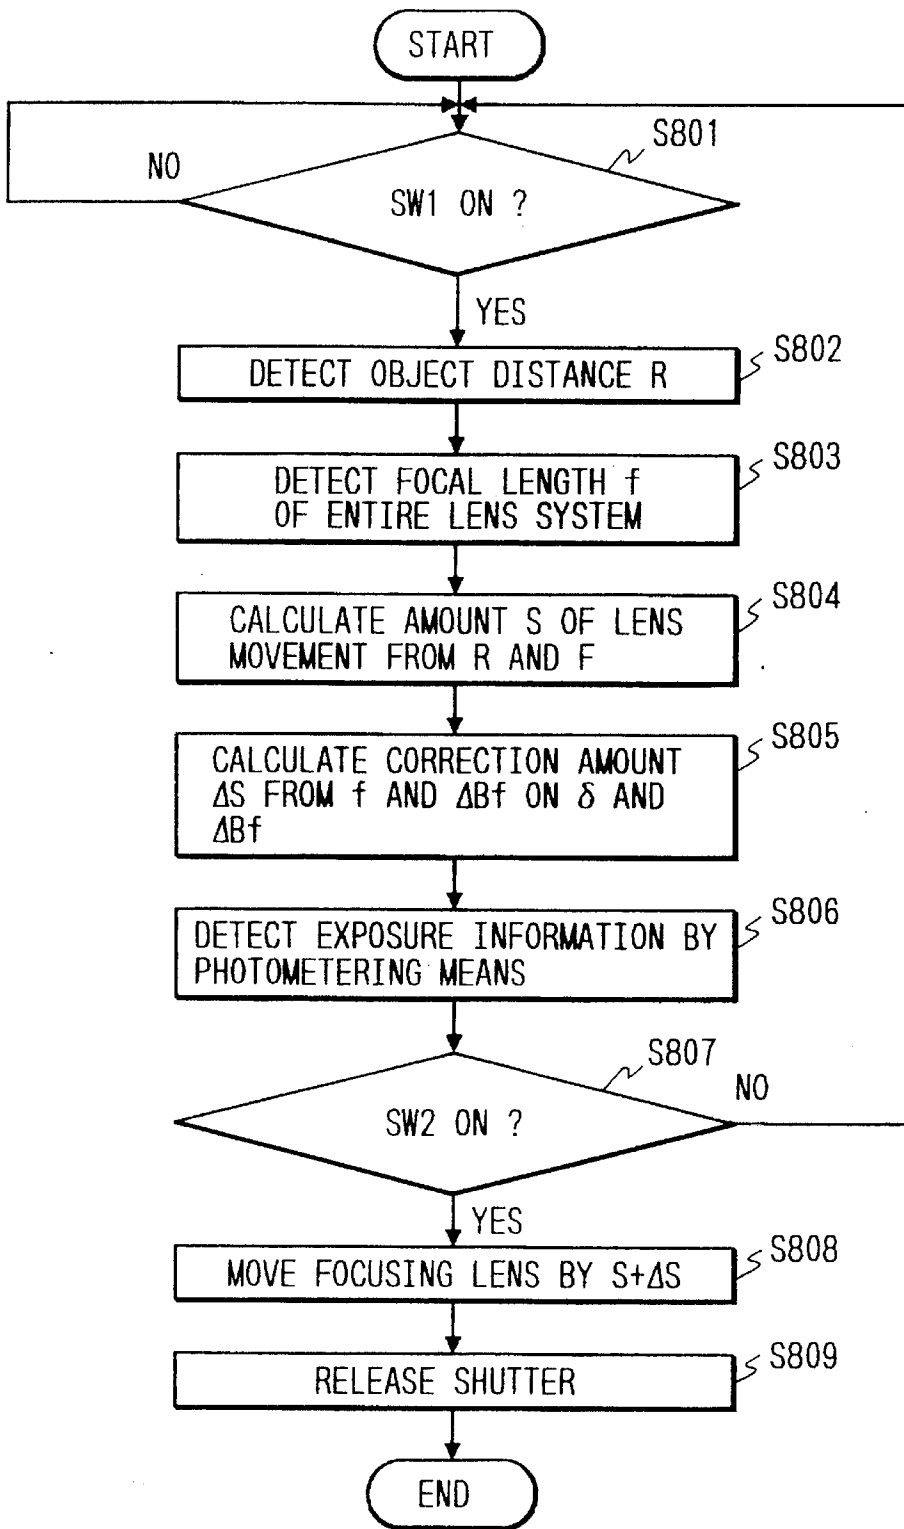 START
S801
NO
SW1 ON ?
YES
S802
DETECT OBJECT DISTANCE R
S803
DETECT FOCAL LENGTH f
OF ENTIRE LENS SYSTEM
S804
CALCULATE AMOUNT S OF LENS
MOVEMENT FROM R AND F
S805
CALCULATE CORRECTION AMOUNT
ΔS FROM f AND ΔBf ON δ AND
ΔBf
S806
DETECT EXPOSURE INFORMATION BY
PHOTOMETERING MEANS
S807
NO
SW2 ON ?
YES
S808
MOVE FOCUSING LENS BY S+ΔS
S809
RELEASE SHUTTER
END